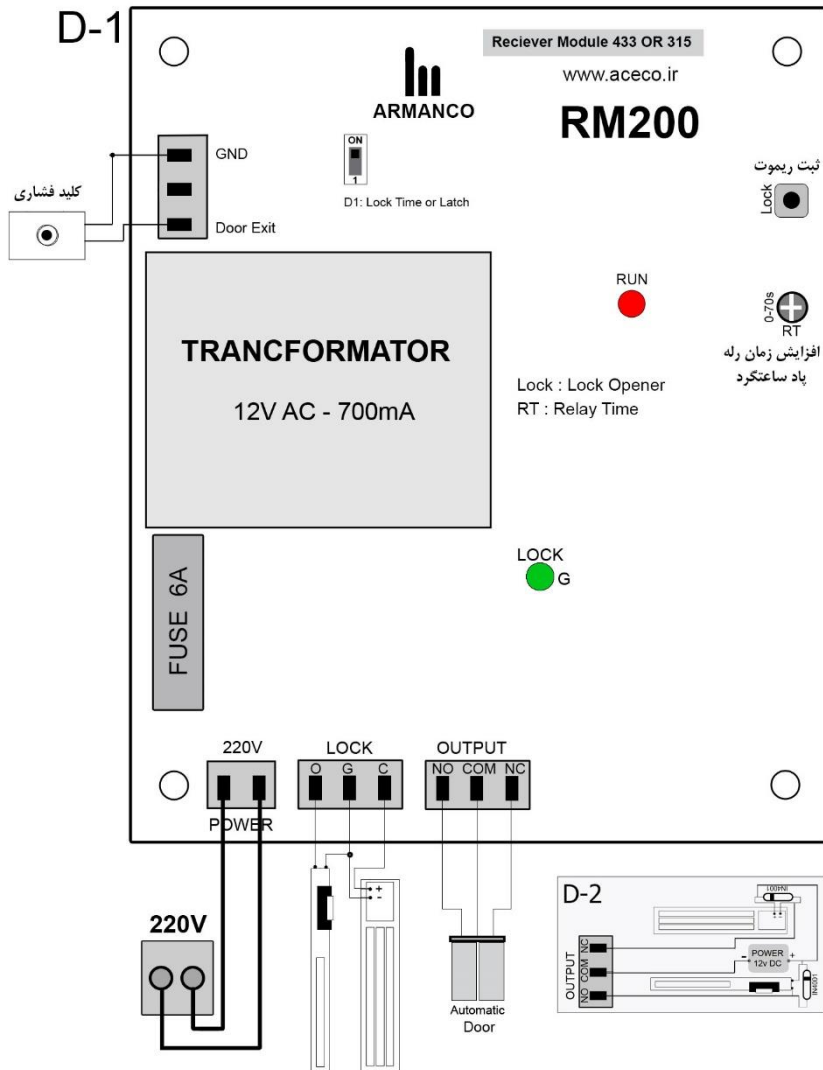 D-1
Reciever Module 433 OR 315
www.aceco.ir
ARMANCO
RM200
ON
1
D1: Lock Time or Latch
GND
Door Exit
کلید فشاری
ثبت ریموت
Lock
RUN
0-70s
RT
افزایش زمان رله
پاد ساعتگرد
TRANCFORMATOR
12V AC - 700mA
Lock : Lock Opener
RT : Relay Time
LOCK
G
FUSE 6A
220V
POWER
LOCK
O G C
OUTPUT
NO COM NC
220V
+
-
Automatic
Door
D-2
IN4001
OUTPUT
NC
COM
NO
- POWER +
12v DC
IN4001